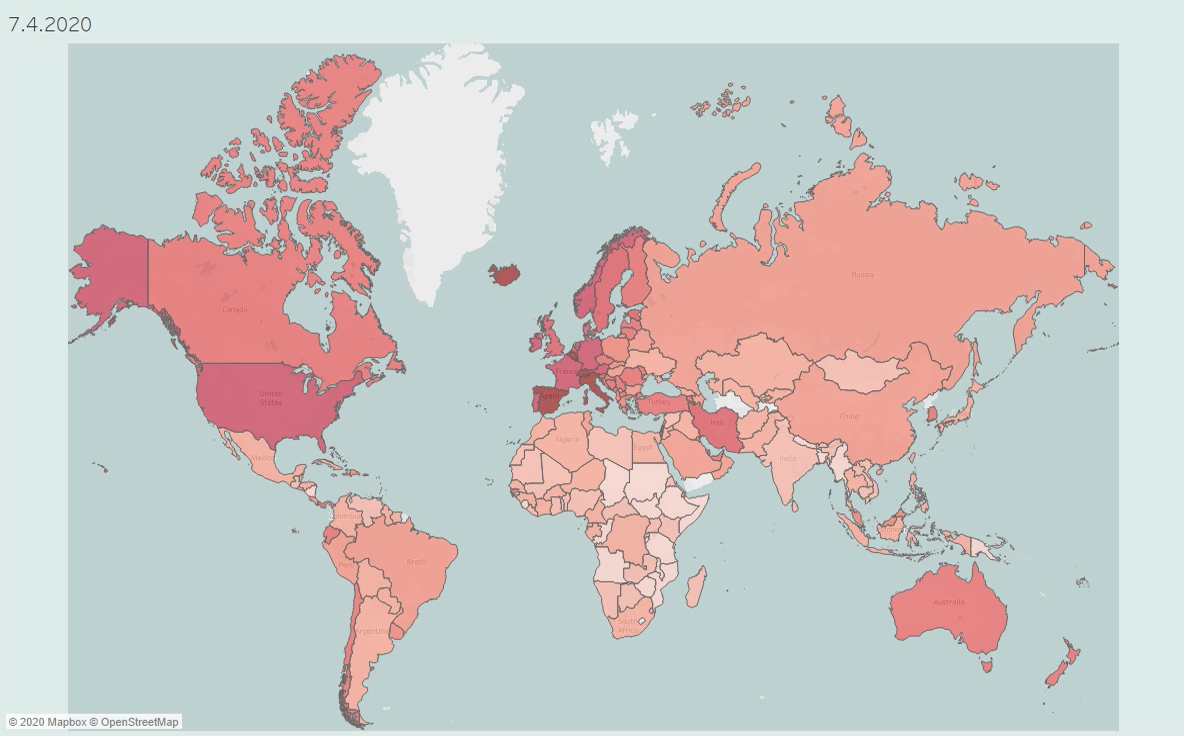 7.4.2020
Canada
Russia
United
States
France
Spain
Turkey
Iran
China
Algeria
Egypt
India
Mexico
Colombia
Peru
Brazil
Argentina
South
Africa
Australia
© 2020 Mapbox © OpenStreetMap